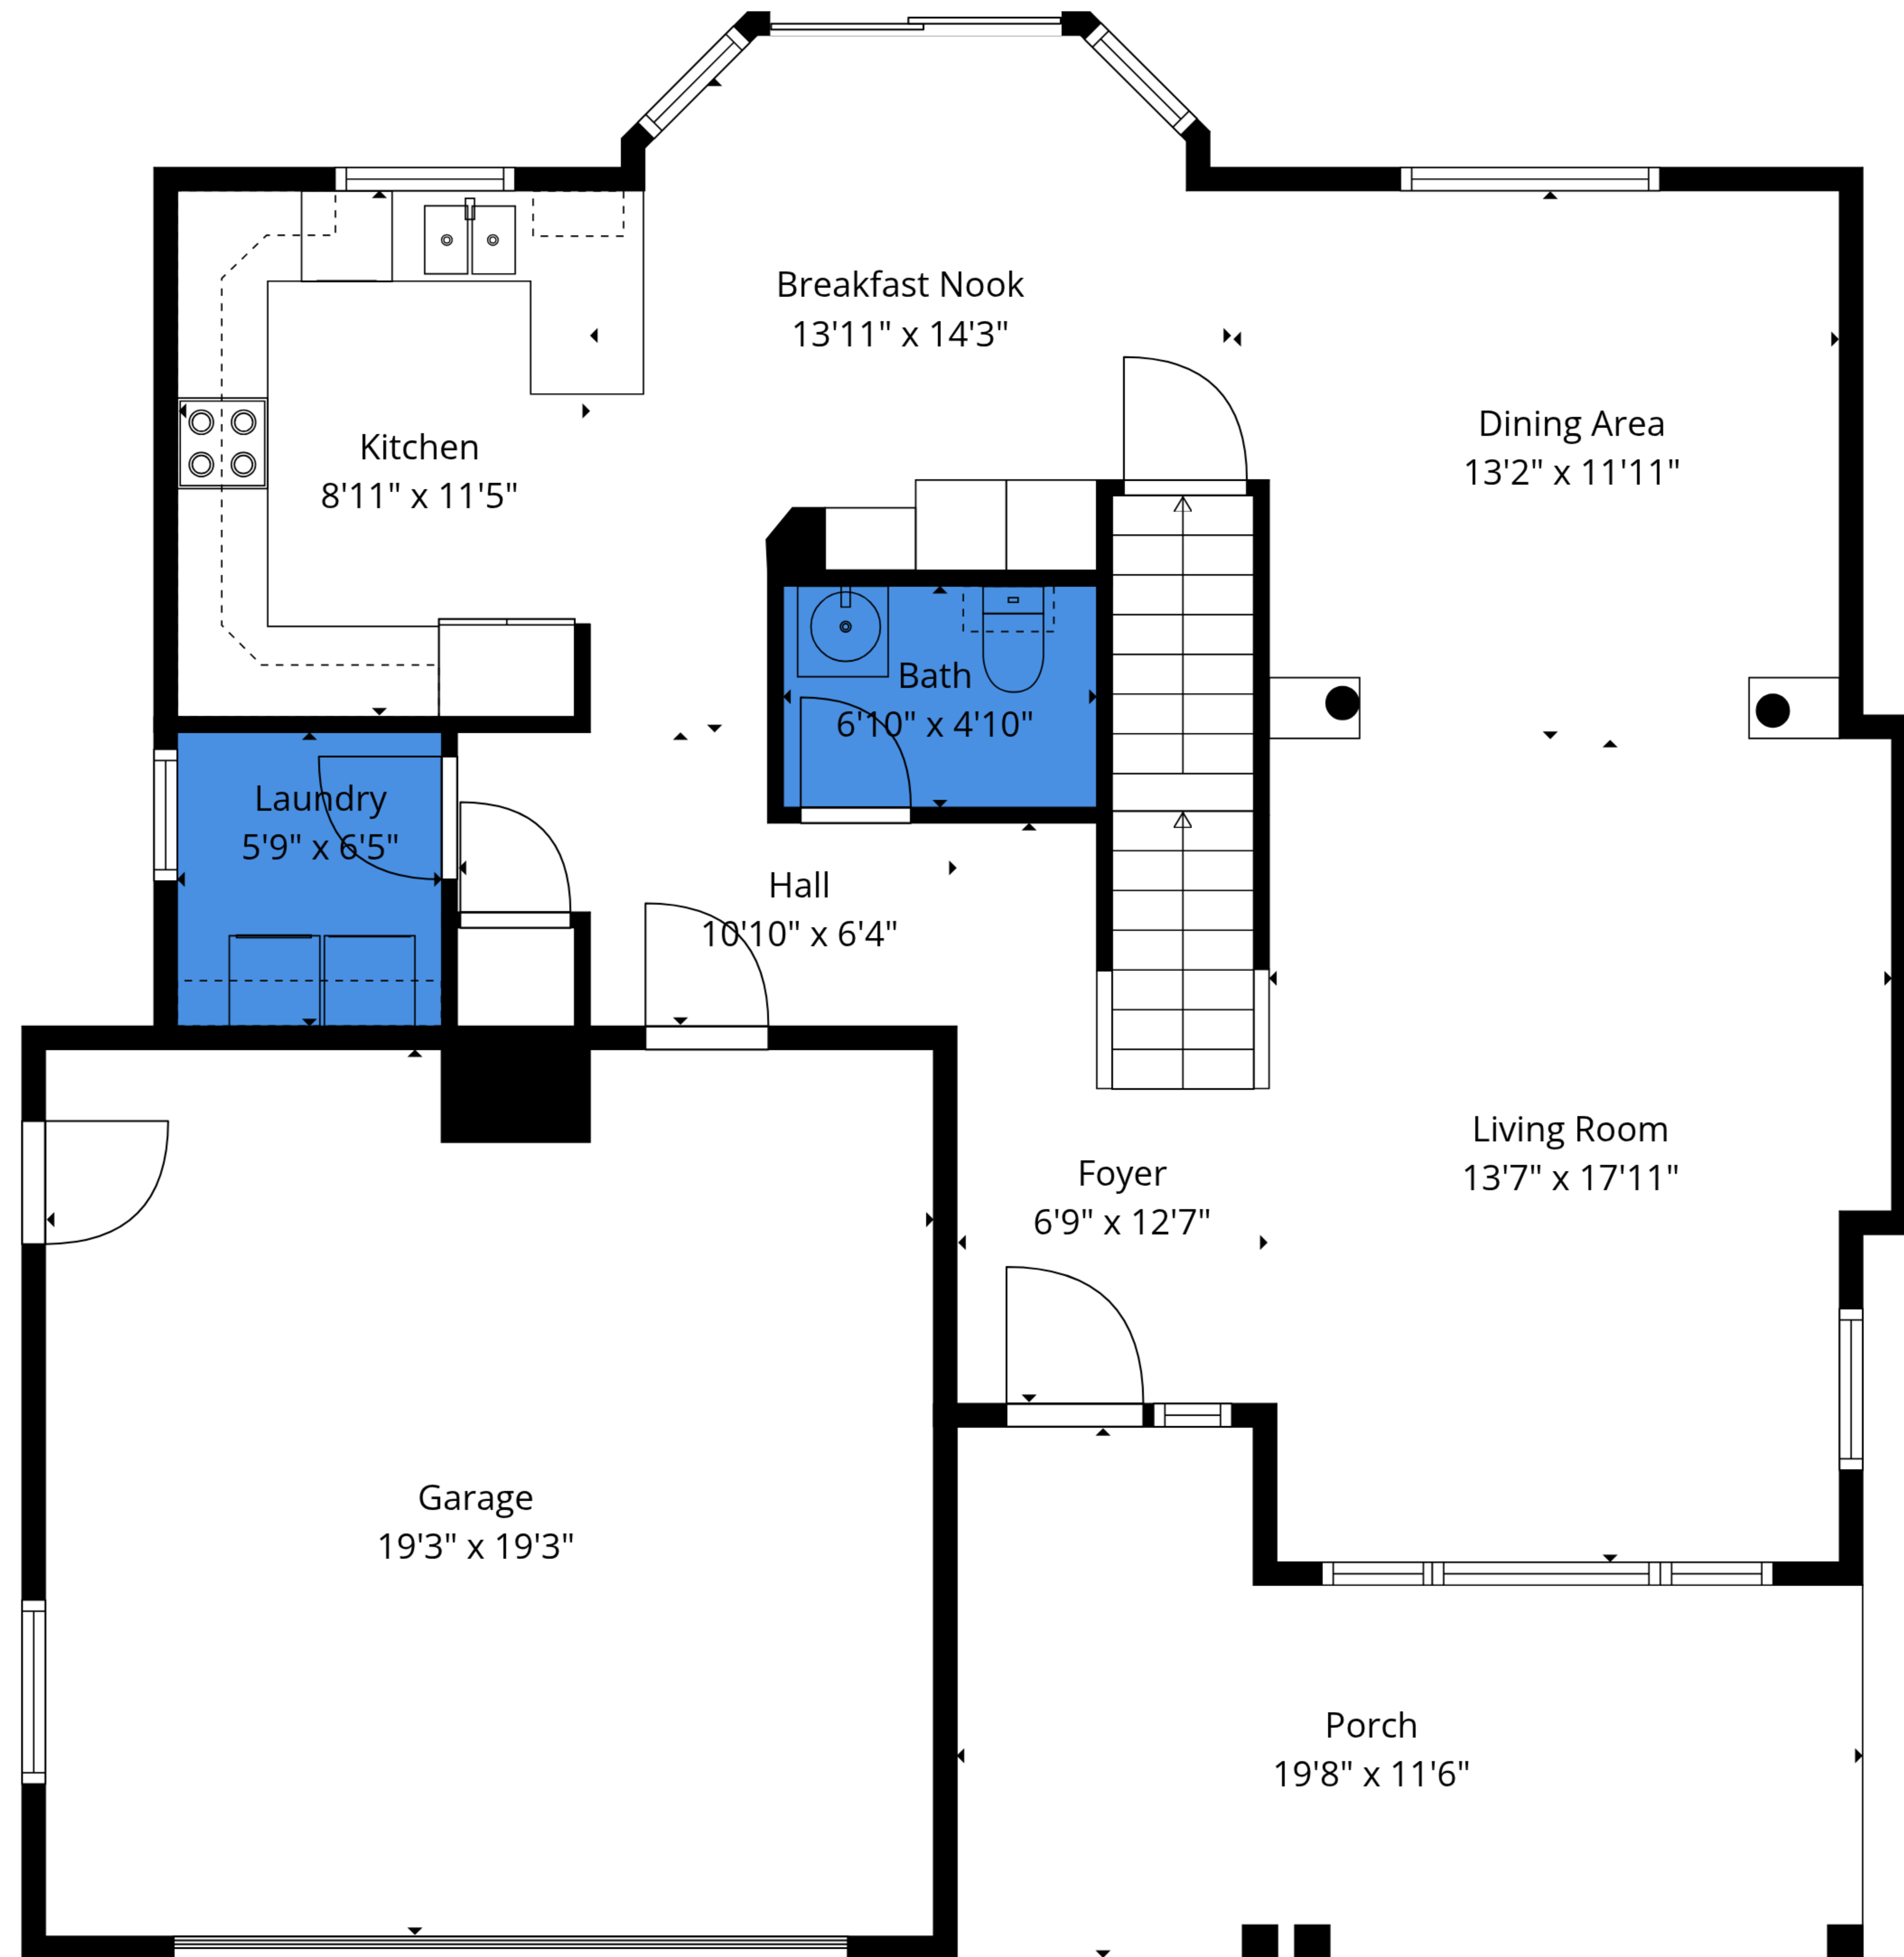 Breakfast Nook
13'11" x 14'3"
Dining Area
13'2" x 11'11"
Kitchen
8'11" x 11'5"
Bath
6'10" x 4'10"
Laundry
5'9" x 6'5"
Hall
10'10" x 6'4"
Living Room
13'7" x 17'11"
Foyer
6'9" x 12'7"
Garage
19'3" x 19'3"
Porch
19'8" x 11'6"